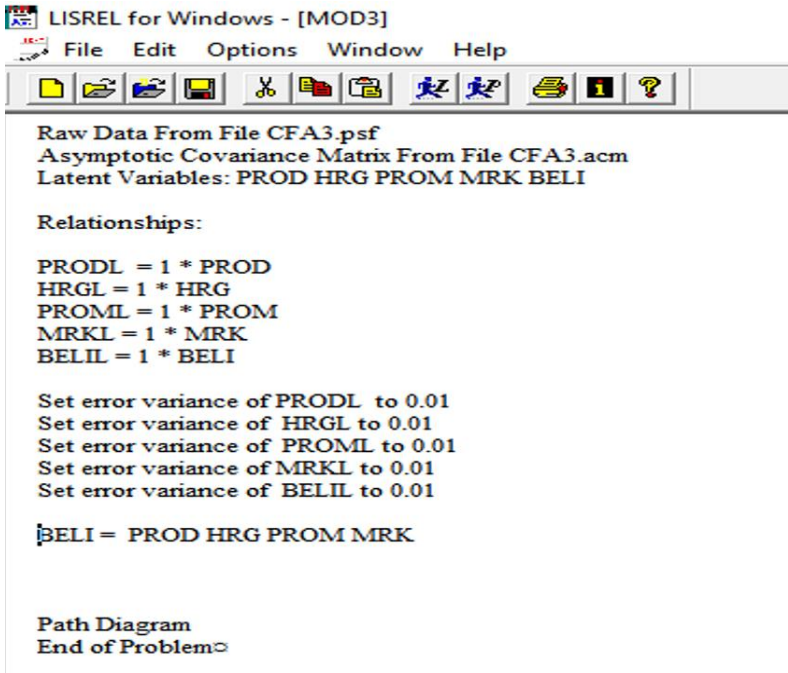 LISREL for Windows - [MOD3]
File Edit Options Window Help
Raw Data From File CFA3.psf
Asymptotic Covariance Matrix From File CFA3.acm
Latent Variables: PROD HRG PROM MRK BELI
Relationships:
PRODL = 1 * PROD
HRGL = 1 * HRG
PROML = 1 * PROM
MRKL = 1 * MRK
BELIL = 1 * BELI
Set error variance of PRODL to 0.01
Set error variance of HRGL to 0.01
Set error variance of PROML to 0.01
Set error variance of MRKL to 0.01
Set error variance of BELIL to 0.01
BELI = PROD HRG PROM MRK
Path Diagram
End of Problem¤